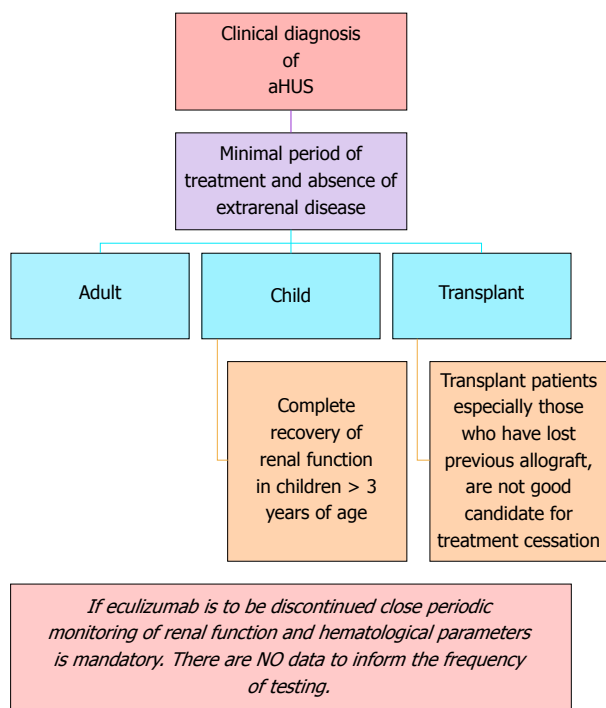 Clinical diagnosis
of
aHUS
Minimal period of
treatment and absence of
extrarenal disease
Adult
Child
Transplant
Complete
recovery of
renal function
in children > 3
years of age
Transplant patients
especially those
who have lost
previous allograft,
are not good
candidate for
treatment cessation
If eculizumab is to be discontinued close periodic
monitoring of renal function and hematological parameters
is mandatory. There are NO data to inform the frequency
of testing.